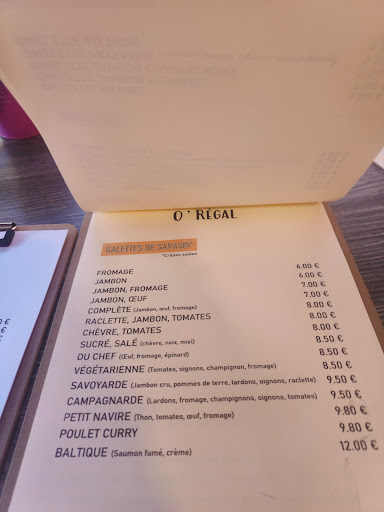 O'RÉGAL
GALETTES DE SARASIN*
*Crêpes salées
FROMAGE 6.00 €
JAMBON 6.00 €
JAMBON, FROMAGE 7.00 €
JAMBON, ŒUF 7.00 €
COMPLÈTE (Jambon, œuf, fromage) 8.00 €
RACLETTE, JAMBON, TOMATES 8.00 €
CHÈVRE, TOMATES 8.00 €
SUCRÉ, SALÉ (chèvre, noix, miel) 8.50 €
DU CHEF (Œuf, fromage, épinard) 8.50 €
VÉGÉTARIENNE (Tomates, oignons, champignon, fromage) 8.50 €
SAVOYARDE (Jambon cru, pommes de terre, lardons, oignons, raclette) 9.50 €
CAMPAGNARDE (Lardons, fromage, champignons, oignons, tomates) 9.50 €
PETIT NAVIRE (Thon, tomates, œuf, fromage) 9.80 €
POULET CURRY 9.80 €
BALTIQUE (Saumon fumé, crème) 12.00 €